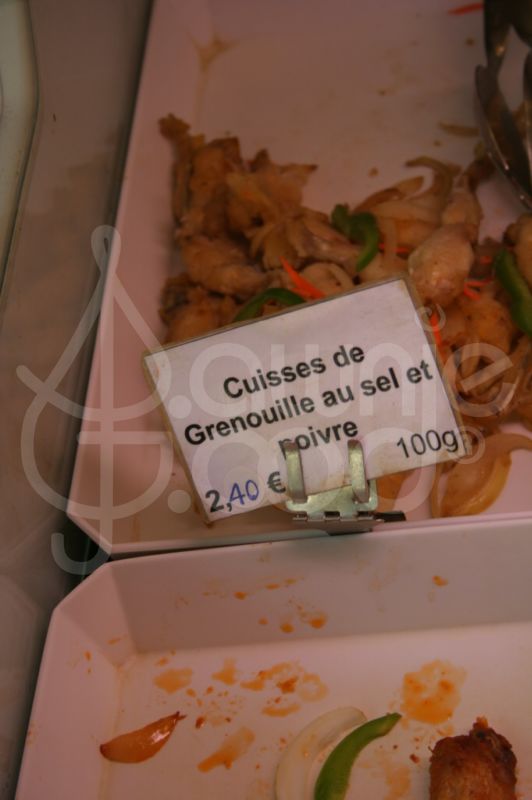 Cuisses de
Grenouille au sel et
poivre
2,40 € 100g